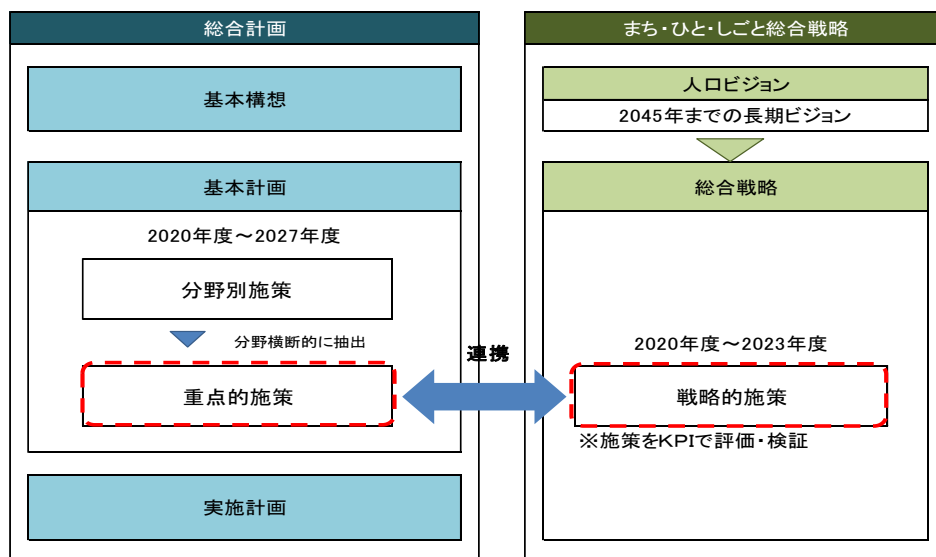 総合計画
基本構想
基本計画
2020年度～2027年度
分野別施策
分野横断的に抽出
重点的施策
実施計画
連携
まち・ひと・しごと総合戦略
人口ビジョン
2045年までの長期ビジョン
総合戦略
2020年度～2023年度
戦略的施策
※施策をKPIで評価・検証